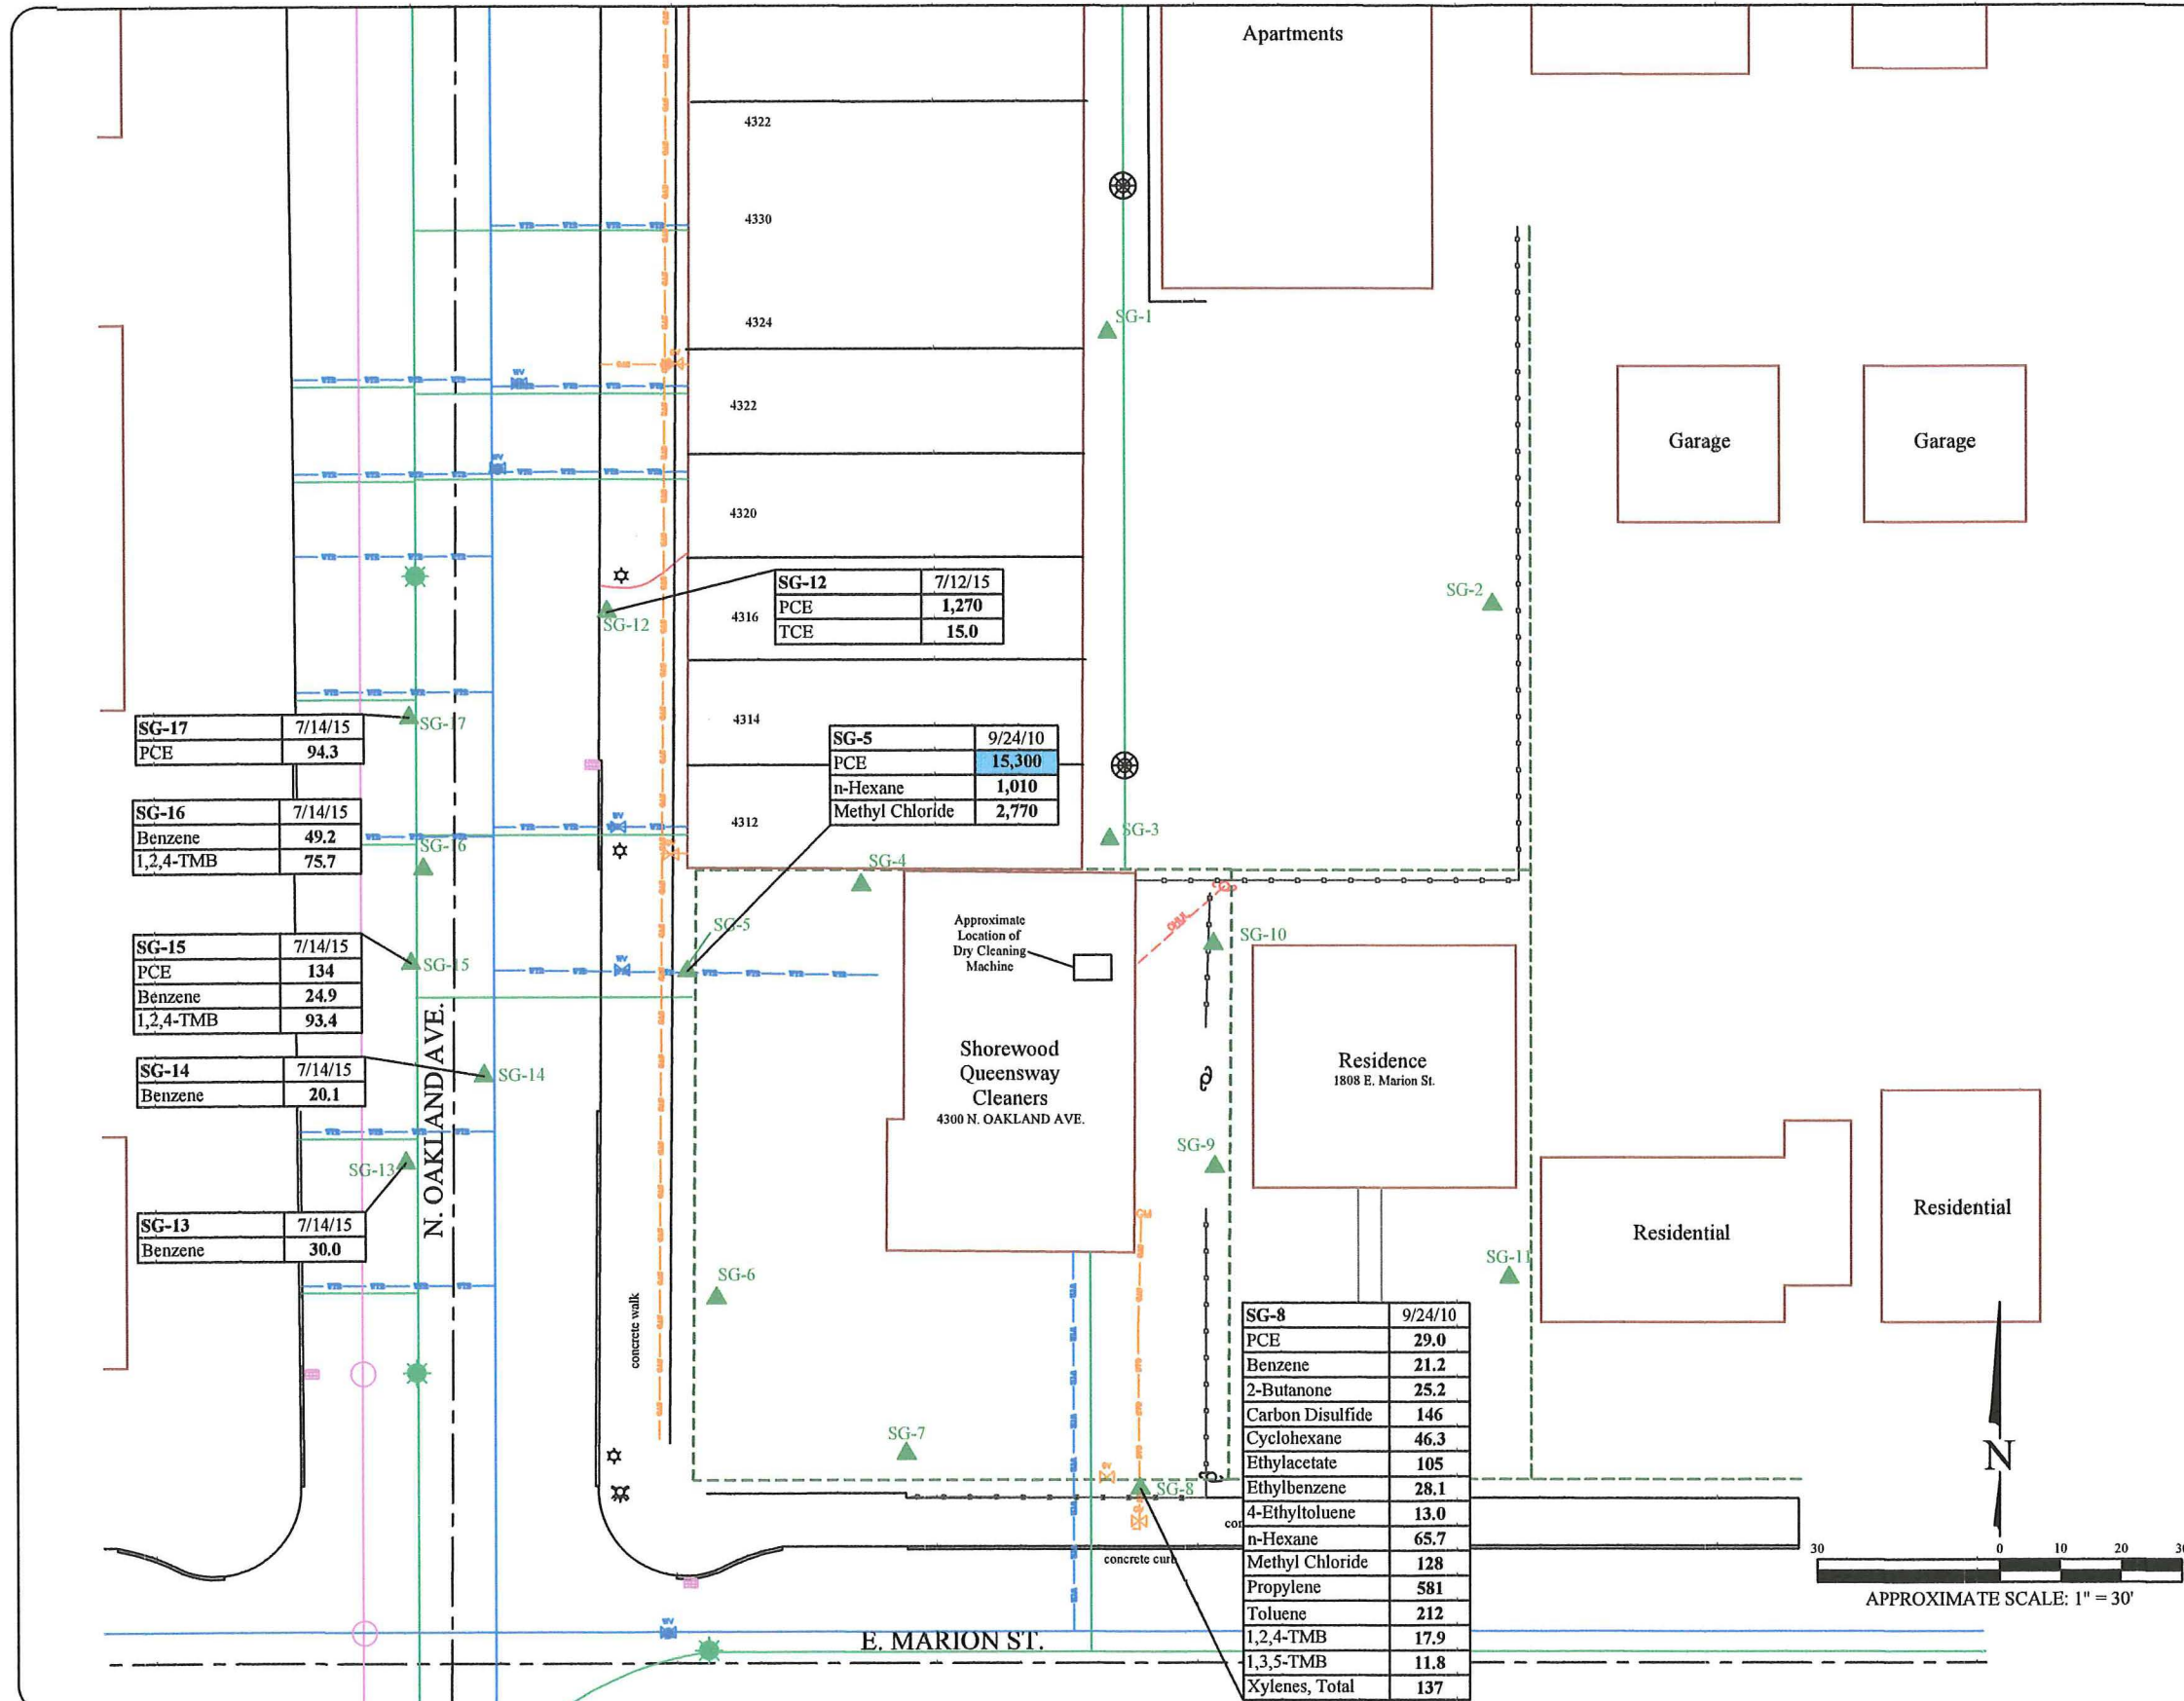 Apartments
4322
4330
SG-1
4324
4322
Garage
Garage
4320
SG-2
SG-12 7/12/15
PCE 1,270
TCE 15.0
SG-12
4316
SG-17 7/14/15
PCE 94.3
SG-17
4314
SG-5 9/24/10
PCE 15,300
n-Hexane 1,010
Methyl Chloride 2,770
SG-16 7/14/15
Benzene 49.2
1,2,4-TMB 75.7
SG-16
4312
SG-3
SG-4
SG-5
SG-10
Approximate
Location of
Dry Cleaning
Machine
SG-15 7/14/15
PCE 134
Benzene 24.9
1,2,4-TMB 93.4
SG-15
N. OAKLAND AVE.
SG-14 7/14/15
Benzene 20.1
SG-14
Shorewood
Queensway
Cleaners
4300 N. OAKLAND AVE.
Residence
1808 E. Marion St.
SG-9
SG-13
SG-13 7/14/15
Benzene 30.0
Residential
Residential
SG-6
SG-11
concrete walk
SG-7
SG-8
SG-8 9/24/10
PCE 29.0
Benzene 21.2
2-Butanone 25.2
Carbon Disulfide 146
Cyclohexane 46.3
Ethylacetate 105
Ethylbenzene 28.1
4-Ethyltoluene 13.0
n-Hexane 65.7
Methyl Chloride 128
Propylene 581
Toluene 212
1,2,4-TMB 17.9
1,3,5-TMB 11.8
Xylenes, Total 137
concrete curb
E. MARION ST.
N
30 0 10 20 30
APPROXIMATE SCALE: 1" = 30'